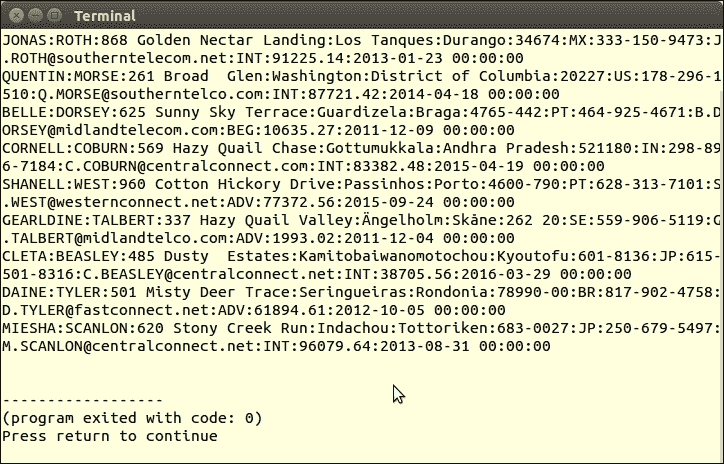 Terminal
JONAS:ROTH:868 Golden Nectar Landing:Los Tanques:Durango:34674:MX:333-150-9473:J
.ROTH@southerntelecom.net:INT:91225.14:2013-01-23 00:00:00
QUENTIN:MORSE:261 Broad  Glen:Washington:District of Columbia:20227:US:178-296-1
510:Q.MORSE@southerntelco.com:INT:87721.42:2014-04-18 00:00:00
BELLE:DORSEY:625 Sunny Sky Terrace:Guardizela:Braga:4765-442:PT:464-925-4671:B.D
ORSEY@midlandtelecom.com:BEG:10635.27:2011-12-09 00:00:00
CORNELL:COBURN:569 Hazy Quail Chase:Gottumukkala:Andhra Pradesh:521180:IN:298-89
6-7184:C.COBURN@centralconnect.com:INT:83382.48:2015-04-19 00:00:00
SHANELL:WEST:960 Cotton Hickory Drive:Passinhos:Porto:4600-790:PT:628-313-7101:S
.WEST@westernconnect.net:ADV:77372.56:2015-09-24 00:00:00
GEARLDINE:TALBERT:337 Hazy Quail Valley:Ängelholm:Skåne:262 20:SE:559-906-5119:G
.TALBERT@midlandtelco.com:ADV:1993.02:2011-12-04 00:00:00
CLETA:BEASLEY:485 Dusty  Estates:Kamitobaiwanomotochou:Kyoutofu:601-8136:JP:615-
501-8316:C.BEASLEY@centralconnect.net:INT:38705.56:2016-03-29 00:00:00
DAINE:TYLER:501 Misty Deer Trace:Seringueiras:Rondonia:78990-00:BR:817-902-4758:
D.TYLER@fastconnect.net:ADV:61894.61:2012-10-05 00:00:00
MIESHA:SCANLON:620 Stony Creek Run:Indachou:Tottoriken:683-0027:JP:250-679-5497:
M.SCANLON@centralconnect.net:INT:96079.64:2013-08-31 00:00:00
------------------
(program exited with code: 0)
Press return to continue